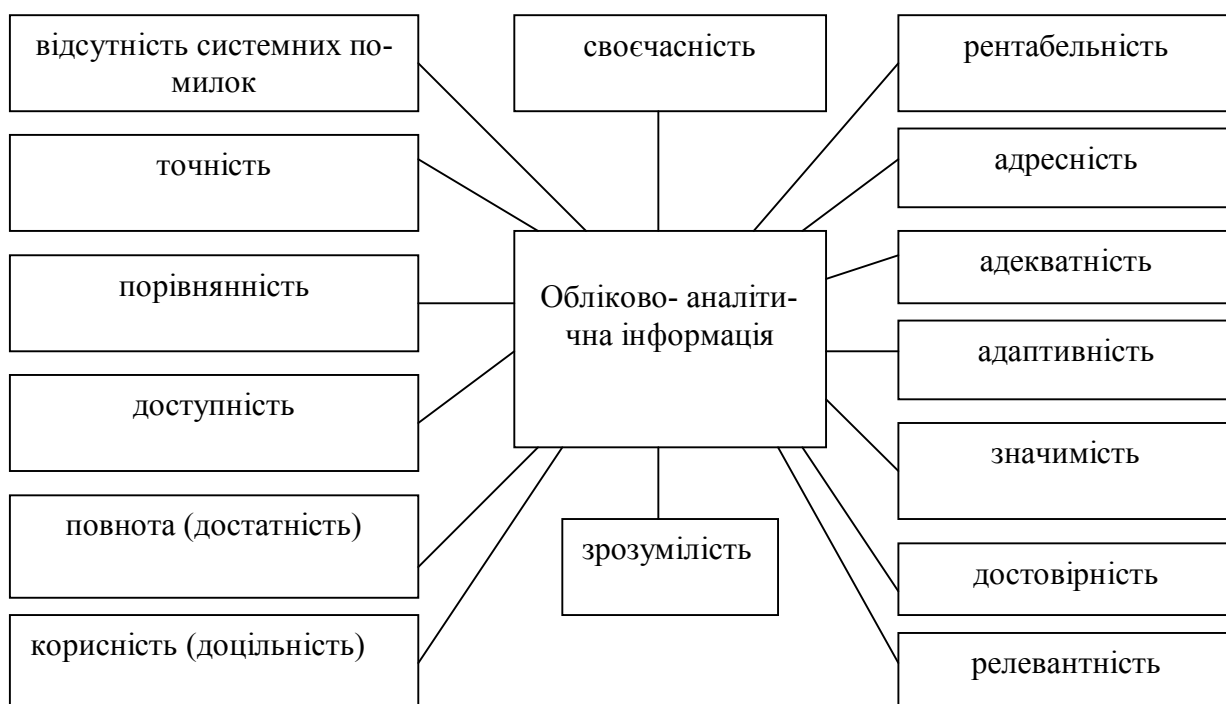 відсутність системних по-
милок
своєчасність
рентабельність
точність
адресність
порівнянність
Обліково- аналіти-
чна інформація
адекватність
адаптивність
доступність
значимість
повнота (достатність)
зрозумілість
достовірність
корисність (доцільність)
релевантність